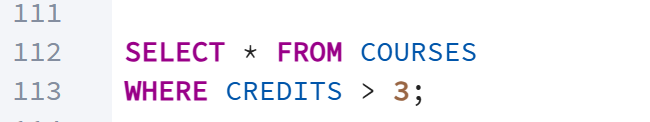 111
112 SELECT * FROM COURSES
113 WHERE CREDITS > 3;